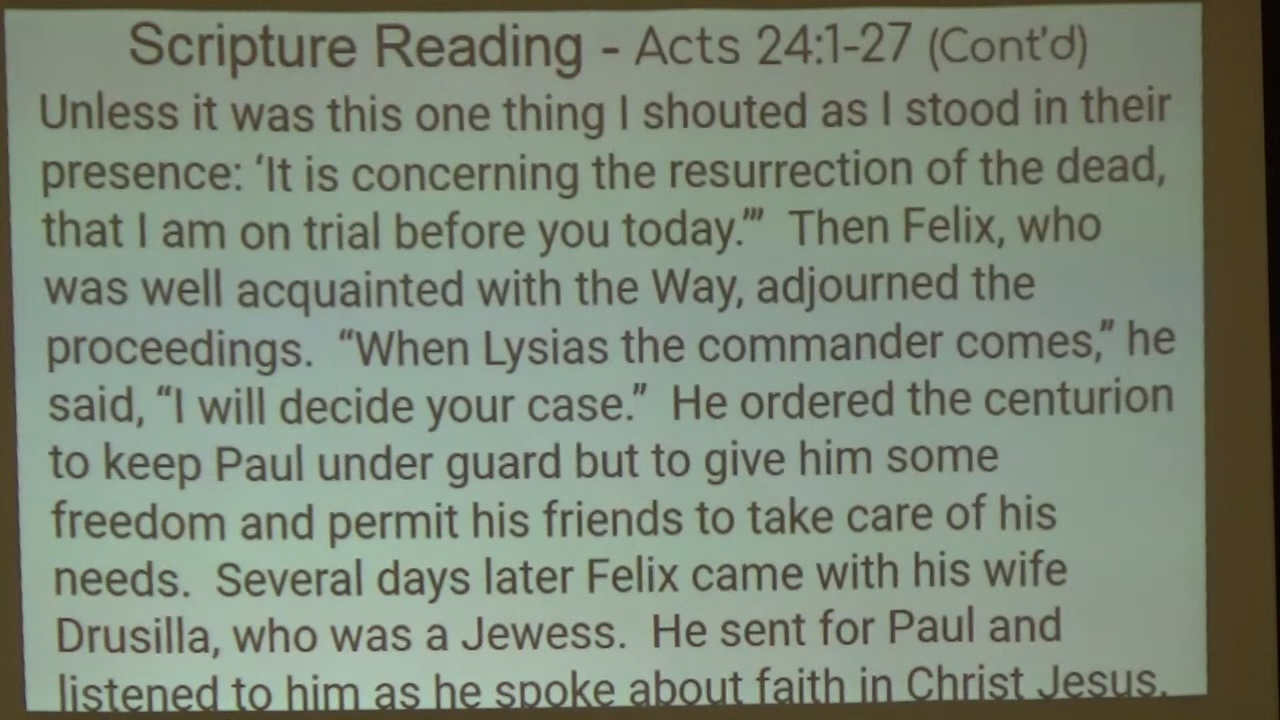 Scripture Reading - Acts 24:1-27 (Cont'd)
Unless it was this one thing I shouted as I stood in their
presence: ‘It is concerning the resurrection of the dead,
that I am on trial before you today.’”  Then Felix, who
was well acquainted with the Way, adjourned the
proceedings.  “When Lysias the commander comes,” he
said, “I will decide your case.”  He ordered the centurion
to keep Paul under guard but to give him some
freedom and permit his friends to take care of his
needs.  Several days later Felix came with his wife
Drusilla, who was a Jewess.  He sent for Paul and
listened to him as he spoke about faith in Christ Jesus.